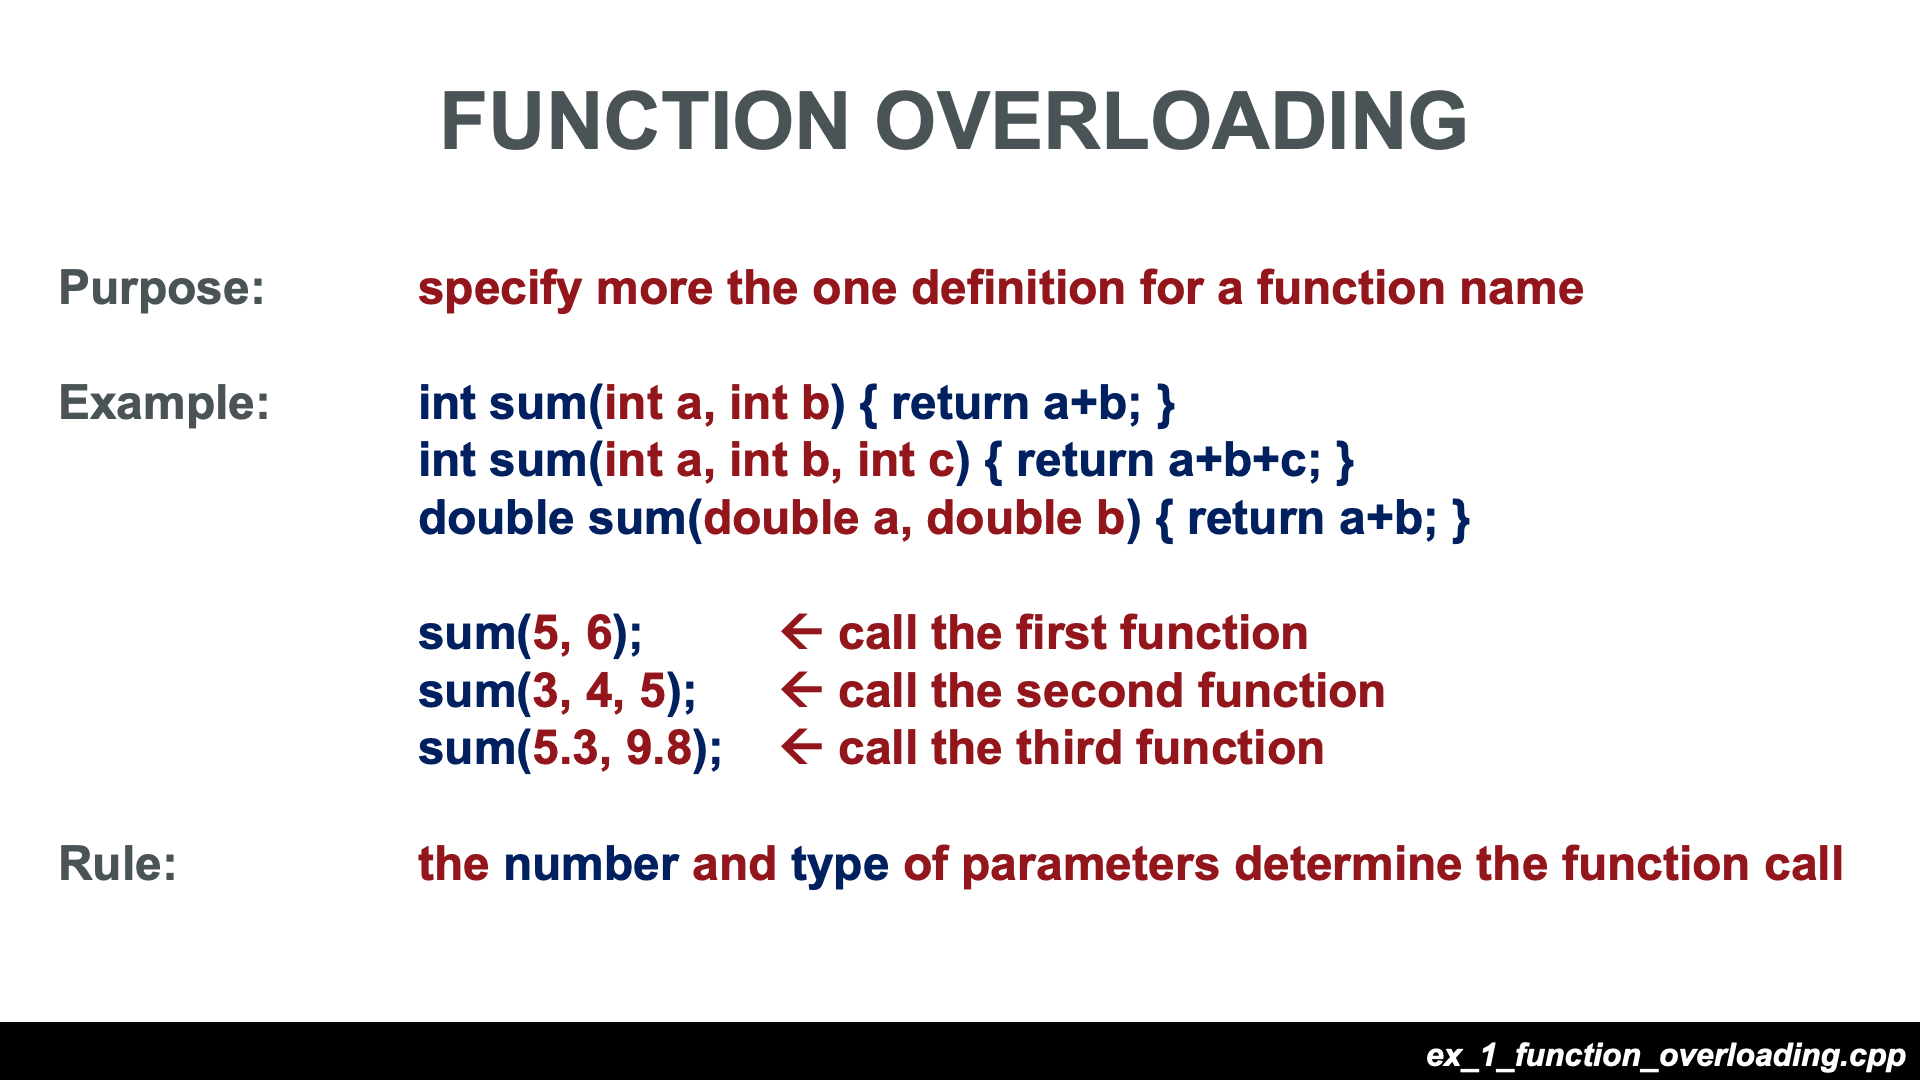 FUNCTION OVERLOADING
Purpose: specify more the one definition for a function name
Example: int sum(int a, int b) { return a+b; }
int sum(int a, int b, int c) { return a+b+c; }
double sum(double a, double b) { return a+b; }
sum(5, 6); ← call the first function
sum(3, 4, 5); ← call the second function
sum(5.3, 9.8); ← call the third function
Rule: the number and type of parameters determine the function call
ex_1_function_overloading.cpp